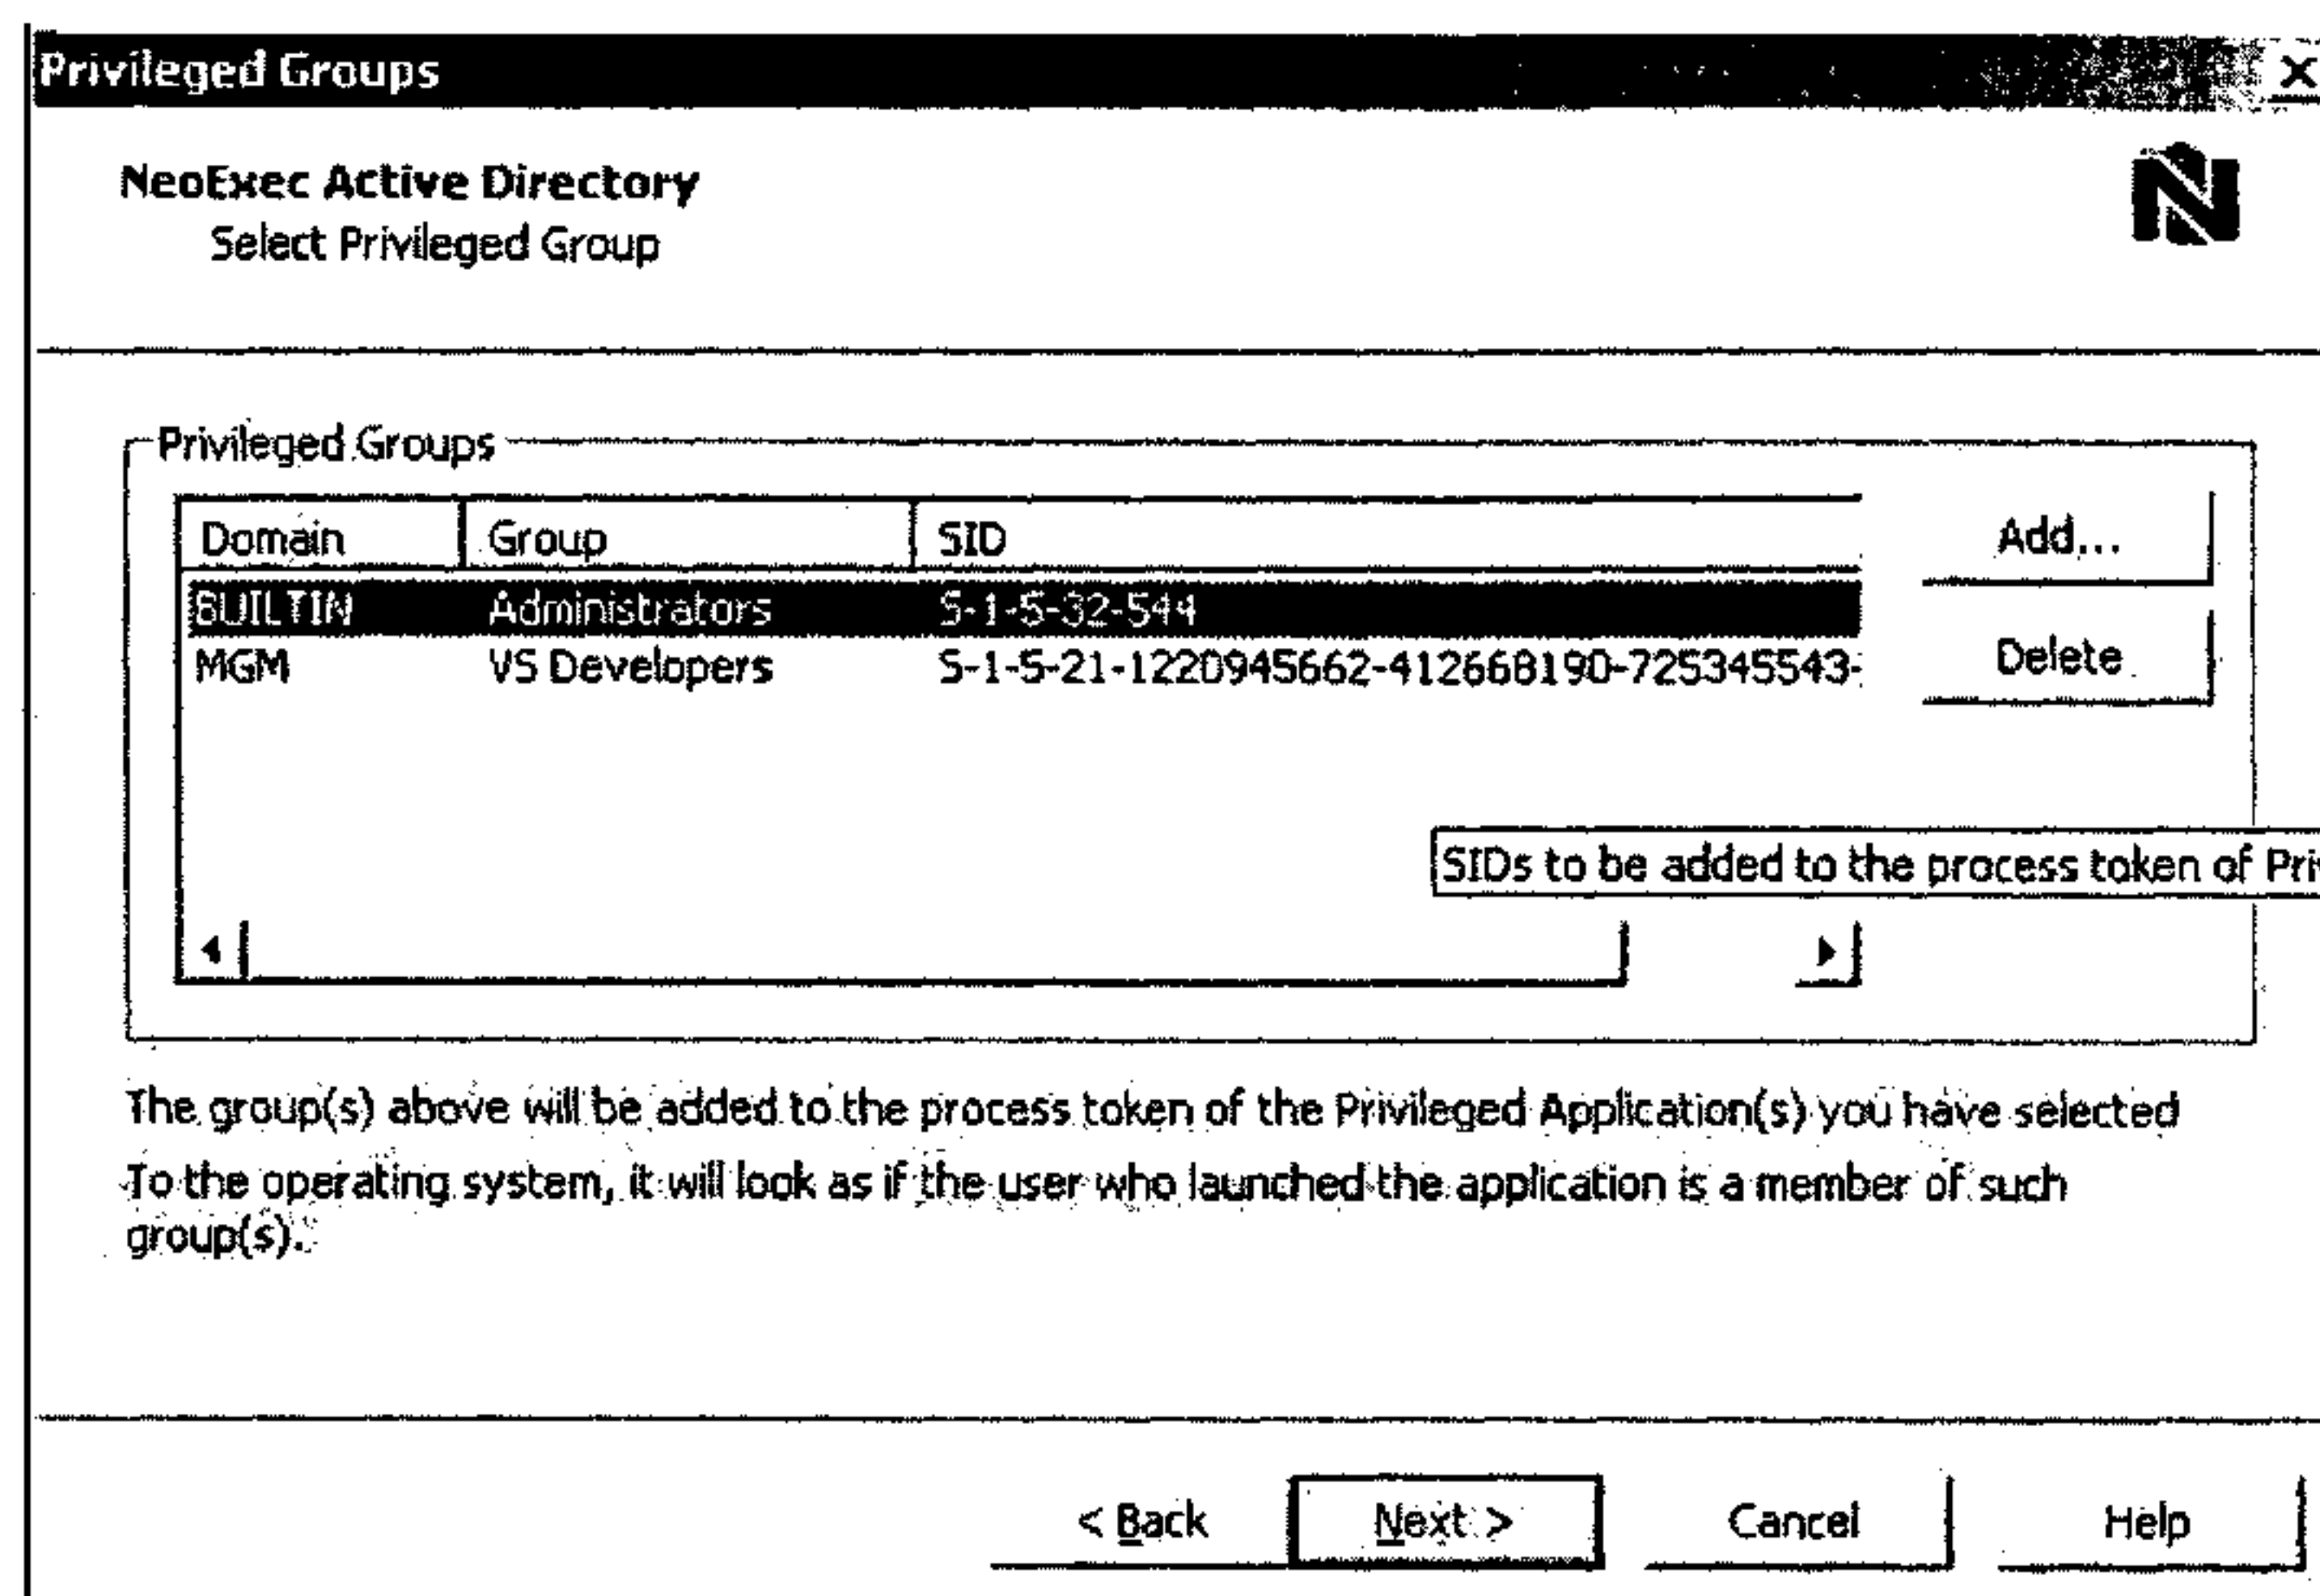 Privileged Groups
NeoExec Active Directory
Select Privileged Group
Privileged Groups
Domain Group SID
Add...
BUILTIN Administrators S-1-5-32-544
MGM VS Developers S-1-5-21-1220945662-412668190-725345543-
Delete
SIDs to be added to the process token of
The group(s) above will be added to the process token of the Privileged Application(s) you have selected
To the operating system, it will look as if the user who launched the application is a member of such
group(s).
< Back Next > Cancel Help